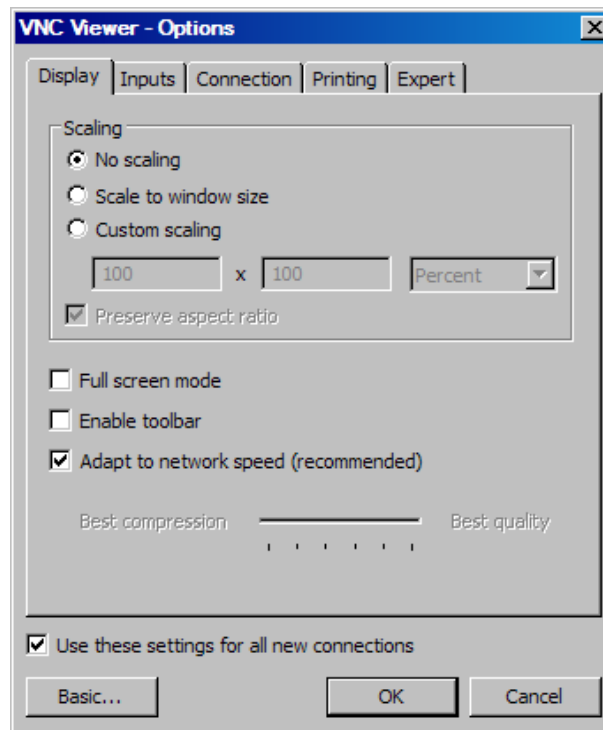 VNC Viewer - Options
Display Inputs Connection Printing Expert
Scaling
No scaling
Scale to window size
Custom scaling
100 x 100 Percent
Preserve aspect ratio
Full screen mode
Enable toolbar
Adapt to network speed (recommended)
Best compression Best quality
Use these settings for all new connections
Basic... OK Cancel